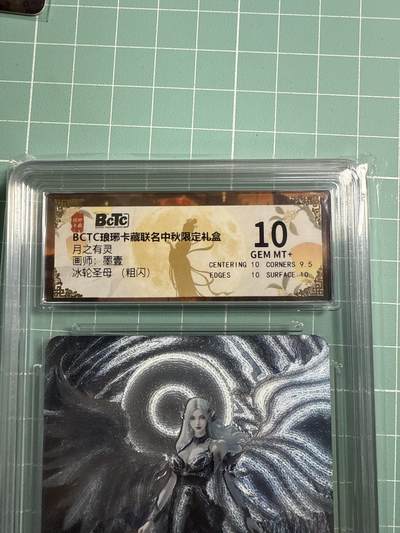 BCTC
BCTC琅琊卡藏联名中秋限定礼盒
月之有灵
画师：墨壹
冰轮圣母 （粗闪）
10
GEM MT+
CENTERING 10 CORNERS 9.5
EDGES 10 SURFACE 10